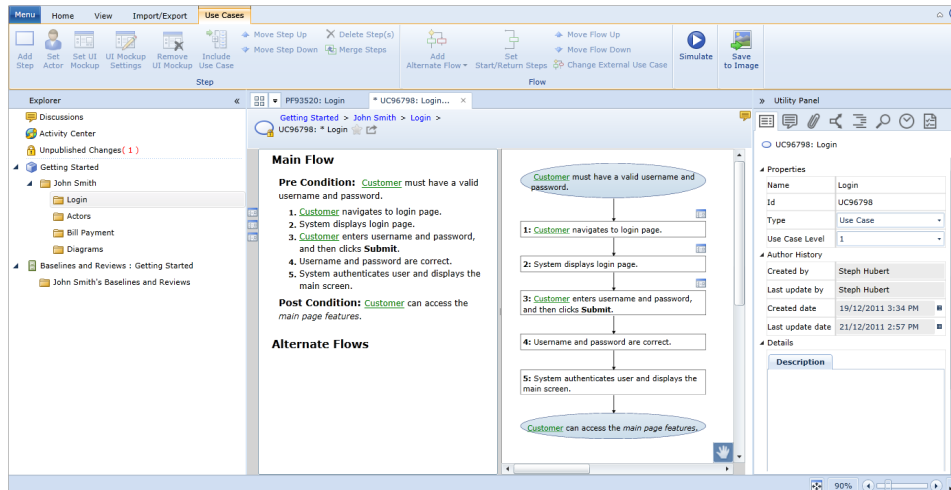 Menu Home View Import/Export Use Cases
Add Step
Set Actor
Set UI Mockup
UI Mockup Settings
Remove UI Mockup
Include Use Case
Move Step Up
Delete Step(s)
Move Step Down
Merge Steps
Step
Add Alternate Flow
Set Start/Return Steps
Move Flow Up
Move Flow Down
Change External Use Case
Flow
Simulate
Save to Image
Explorer «
Discussions
Activity Center
Unpublished Changes( 1 )
Getting Started
John Smith
Login
Actors
Bill Payment
Diagrams
Baselines and Reviews : Getting Started
John Smith's Baselines and Reviews
PF93520: Login
* UC96798: Login... ×
Getting Started > John Smith > Login >
UC96798: * Login
Main Flow
Pre Condition: Customer must have a valid
username and password.
1. Customer navigates to login page.
2. System displays login page.
3. Customer enters username and password,
and then clicks Submit.
4. Username and password are correct.
5. System authenticates user and displays the
main screen.
Post Condition: Customer can access the
main page features.
Alternate Flows
Customer must have a valid username and
password.
1: Customer navigates to login page.
2: System displays login page.
3: Customer enters username and password,
and then clicks Submit.
4: Username and password are correct.
5: System authenticates user and displays the
main screen.
Customer can access the main page features.
» Utility Panel
UC96798: Login
Properties
Name Login
Id UC96798
Type Use Case
Use Case Level 1
Author History
Created by Steph Hubert
Last update by Steph Hubert
Created date 19/12/2011 3:34 PM
Last update date 21/12/2011 2:57 PM
Details
Description
90%